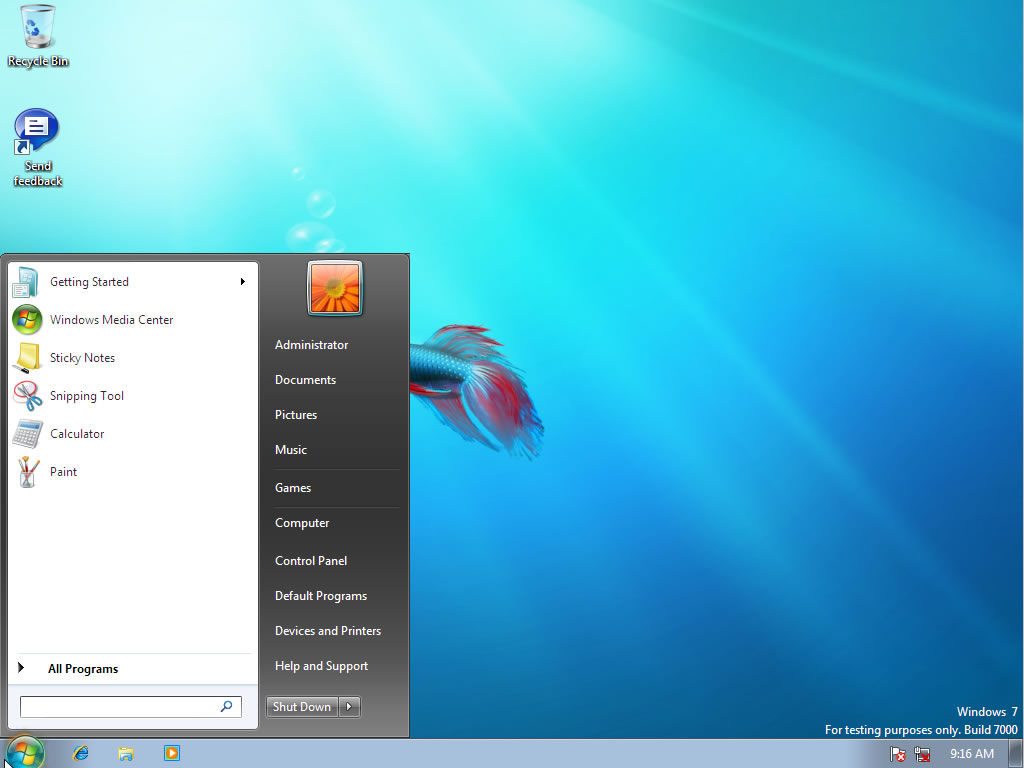 Recycle Bin
Send
feedback
Getting Started
Windows Media Center
Sticky Notes
Snipping Tool
Calculator
Paint
All Programs
Administrator
Documents
Pictures
Music
Games
Computer
Control Panel
Default Programs
Devices and Printers
Help and Support
Shut Down
Windows 7
For testing purposes only. Build 7000
9:16 AM